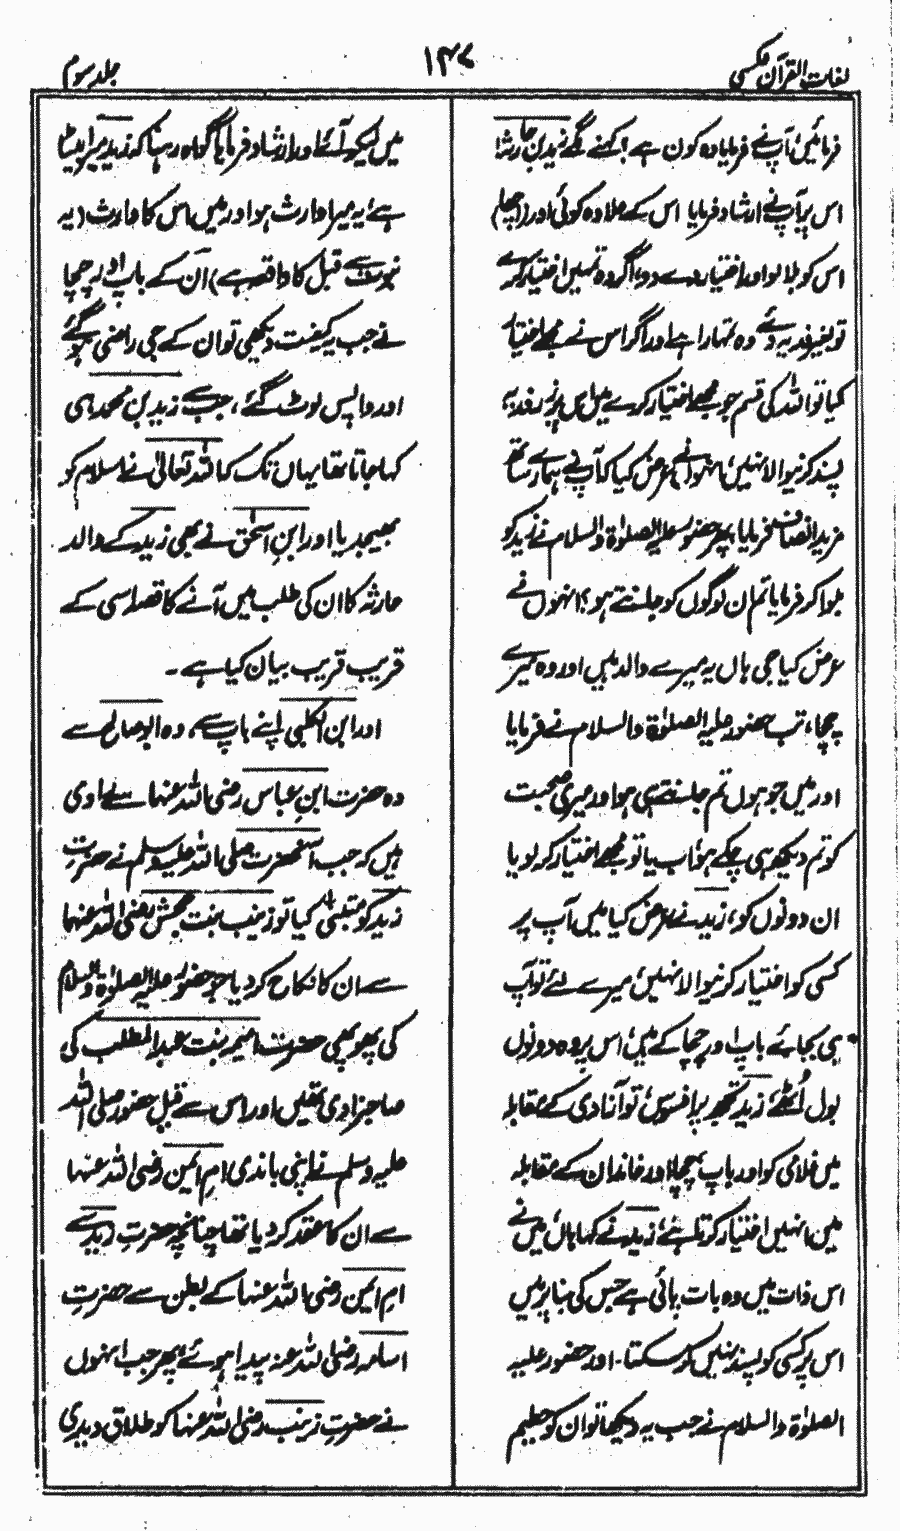 لغات القرآن عکسی
۱۴۷
جلد سوم
فرمائیں، آپ نے فرمایا وہ کون ہے؟ کہنے لگے زید بن حارثہ
اس پر آپ نے ارشاد فرمایا اس کے علاوہ کوئی اور (اچھا)
اس کو بلا لو اور اختیار دے دو، اگر وہ تمہیں اختیار کرے
تو بغیر فدیہ دئے وہ تمہارا ہے اور اگر اس نے مجھے اختیار
کیا تو اللہ کی قسم جو مجھے اختیار کرے میں اس پر فدیہ
پسند کرنیوالا نہیں، انہوں نے عرض کیا کہ آپ نے ہمارے ساتھ
مزید انصاف فرمایا، پھر حضور علیہ الصلوٰۃ والسلام نے زید کو
بلوا کر فرمایا تم ان لوگوں کو جانتے ہو؟ انہوں نے
عرض کیا جی ہاں یہ میرے والد ہیں اور وہ میرے
چچا، تب حضور علیہ الصلوٰۃ والسلام نے فرمایا
اور میں جو ہوں تم جانتے ہی ہو اور میری صحبت
کو تم دیکھ ہی چکے ہو، اب یا تو مجھے اختیار کر لو یا
ان دونوں کو، زید نے عرض کیا میں آپ پر
کسی کو اختیار کرنیوالا نہیں، میرے لئے تو آپ
ہی بجائے باپ اور چچا کے ہیں، اس پر وہ دونوں
بول اُٹھے، زید تجھ پر افسوس، تو آزادی کے مقابلہ
میں غلامی کو اور باپ چچا اور خاندان کے مقابلہ
میں انہیں اختیار کرتا ہے، زید نے کہا ہاں میں نے
اس ذات میں وہ بات پائی ہے جس کی بنا پر میں
اس پر کسی کو پسند نہیں کر سکتا۔ اور حضور علیہ
الصلوٰۃ والسلام نے جب یہ دیکھا تو ان کو حطیم
میں لیکر آئے اور ارشاد فرمایا گواہ رہنا کہ زید میرا بیٹا
ہے، یہ میرا وارث ہو اور میں اس کا وارث (یہ
نبوت سے قبل کا واقعہ ہے) ان کے باپ اور چچا
نے جب یہ کیفیت دیکھی تو ان کے جی راضی ہو گئے
اور واپس لوٹ گئے، جب سے زید بن محمد ہی
کہا جاتا تھا یہاں تک کہ اللہ تعالیٰ نے اسلام کو
بھیجدیا اور ابن اسحٰق نے بھی زید کے والد
حارثہ کا ان کی طلب میں آنے کا قصہ اسی کے
قریب قریب بیان کیا ہے۔
اور ابن الکلبی اپنے باپ سے، وہ ابو صالح سے
وہ حضرت ابن عباس رضی اللہ عنہما سے راوی
ہیں کہ جب آنحضرت صلی اللہ علیہ وسلم نے حضرت
زید کو متبنی کیا تو زینب بنت جحش رضی اللہ عنہا
سے ان کا نکاح کر دیا جو حضور علیہ الصلوٰۃ والسلام
کی پھوپھی حضرت امیمہ بنت عبد المطلب کی
صاحبزادی تھیں اور اس سے قبل حضور صلی اللہ
علیہ وسلم نے اپنی باندی ام ایمن رضی اللہ عنہا
سے ان کا عقد کر دیا تھا چنانچہ حضرت زید سے
ام ایمن رضی اللہ عنہا کے بطن سے حضرت
اسامہ رضی اللہ عنہ پیدا ہوئے پھر جب انہوں
نے حضرت زینب رضی اللہ عنہا کو طلاق دیدی